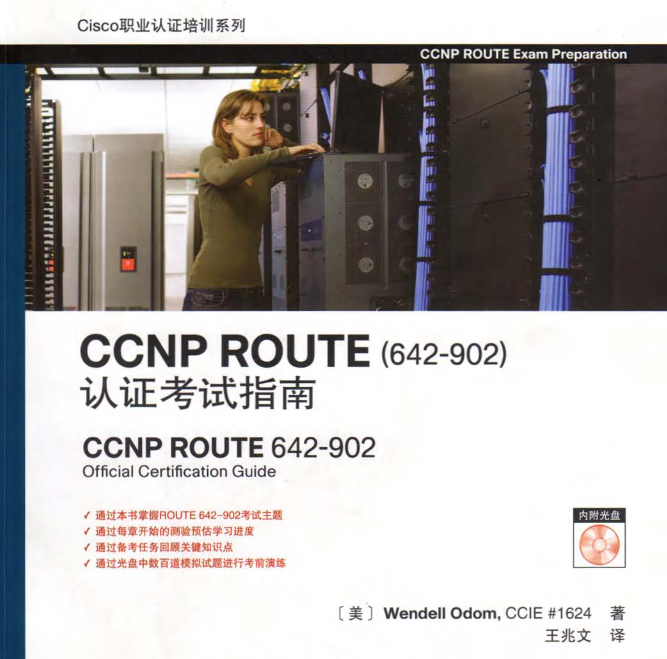 Cisco职业认证培训系列
CCNP ROUTE Exam Preparation
CCNP ROUTE (642-902)
认证考试指南
CCNP ROUTE 642-902
Official Certification Guide
✓ 通过本书掌握ROUTE 642-902考试主题
✓ 通过每章开始的测验预估学习进度
✓ 通过备考任务回顾关键知识点
✓ 通过光盘中数百道模拟试题进行考前演练
内附光盘
〔美〕 Wendell Odom, CCIE #1624 著
王兆文 译